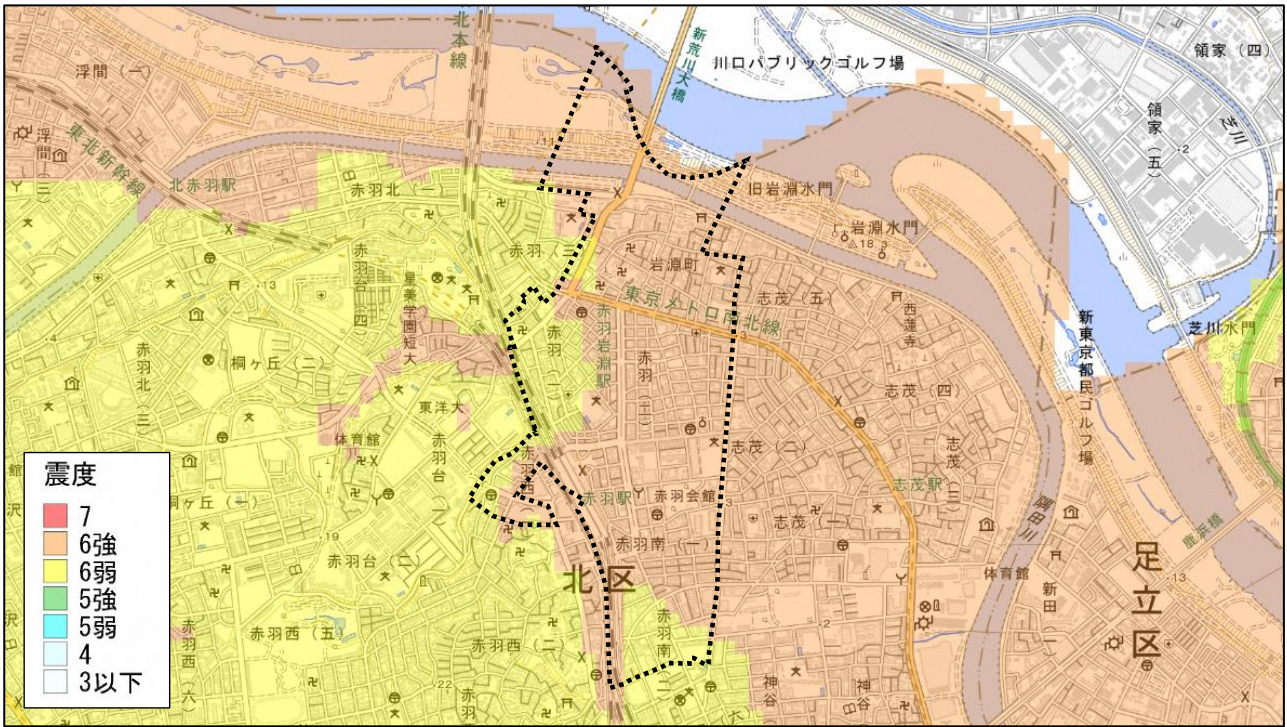 北本線
新荒川大橋
川口パブリックゴルフ場
領家（四）
浮間（一）
領家（五）
芝川
東北新幹線
浮間
北赤羽駅
赤羽北（一）
旧岩淵水門
岩淵水門
18.3
赤羽（三）
岩淵町
志茂（五）
東京メトロ南北線
西蓮寺
新東京都民ゴルフ場
芝川水門
赤羽台（四）
星美学園短大
赤羽岩淵駅
赤羽（一）
赤羽（二）
桐ヶ丘（二）
赤羽北（三）
東洋大
体育館
赤羽台（一）
志茂（四）
志茂（二）
志茂（三）
志茂駅
赤羽駅
赤羽会館
隅田川
鹿浜橋
志茂（一）
赤羽南（一）
赤羽台（二）
北区
体育館
新田（一）
足立区
赤羽西（五）
赤羽西（二）
赤羽南（二）
赤羽西（六）
神谷
神谷
震度
7
6強
6弱
5強
5弱
4
3以下